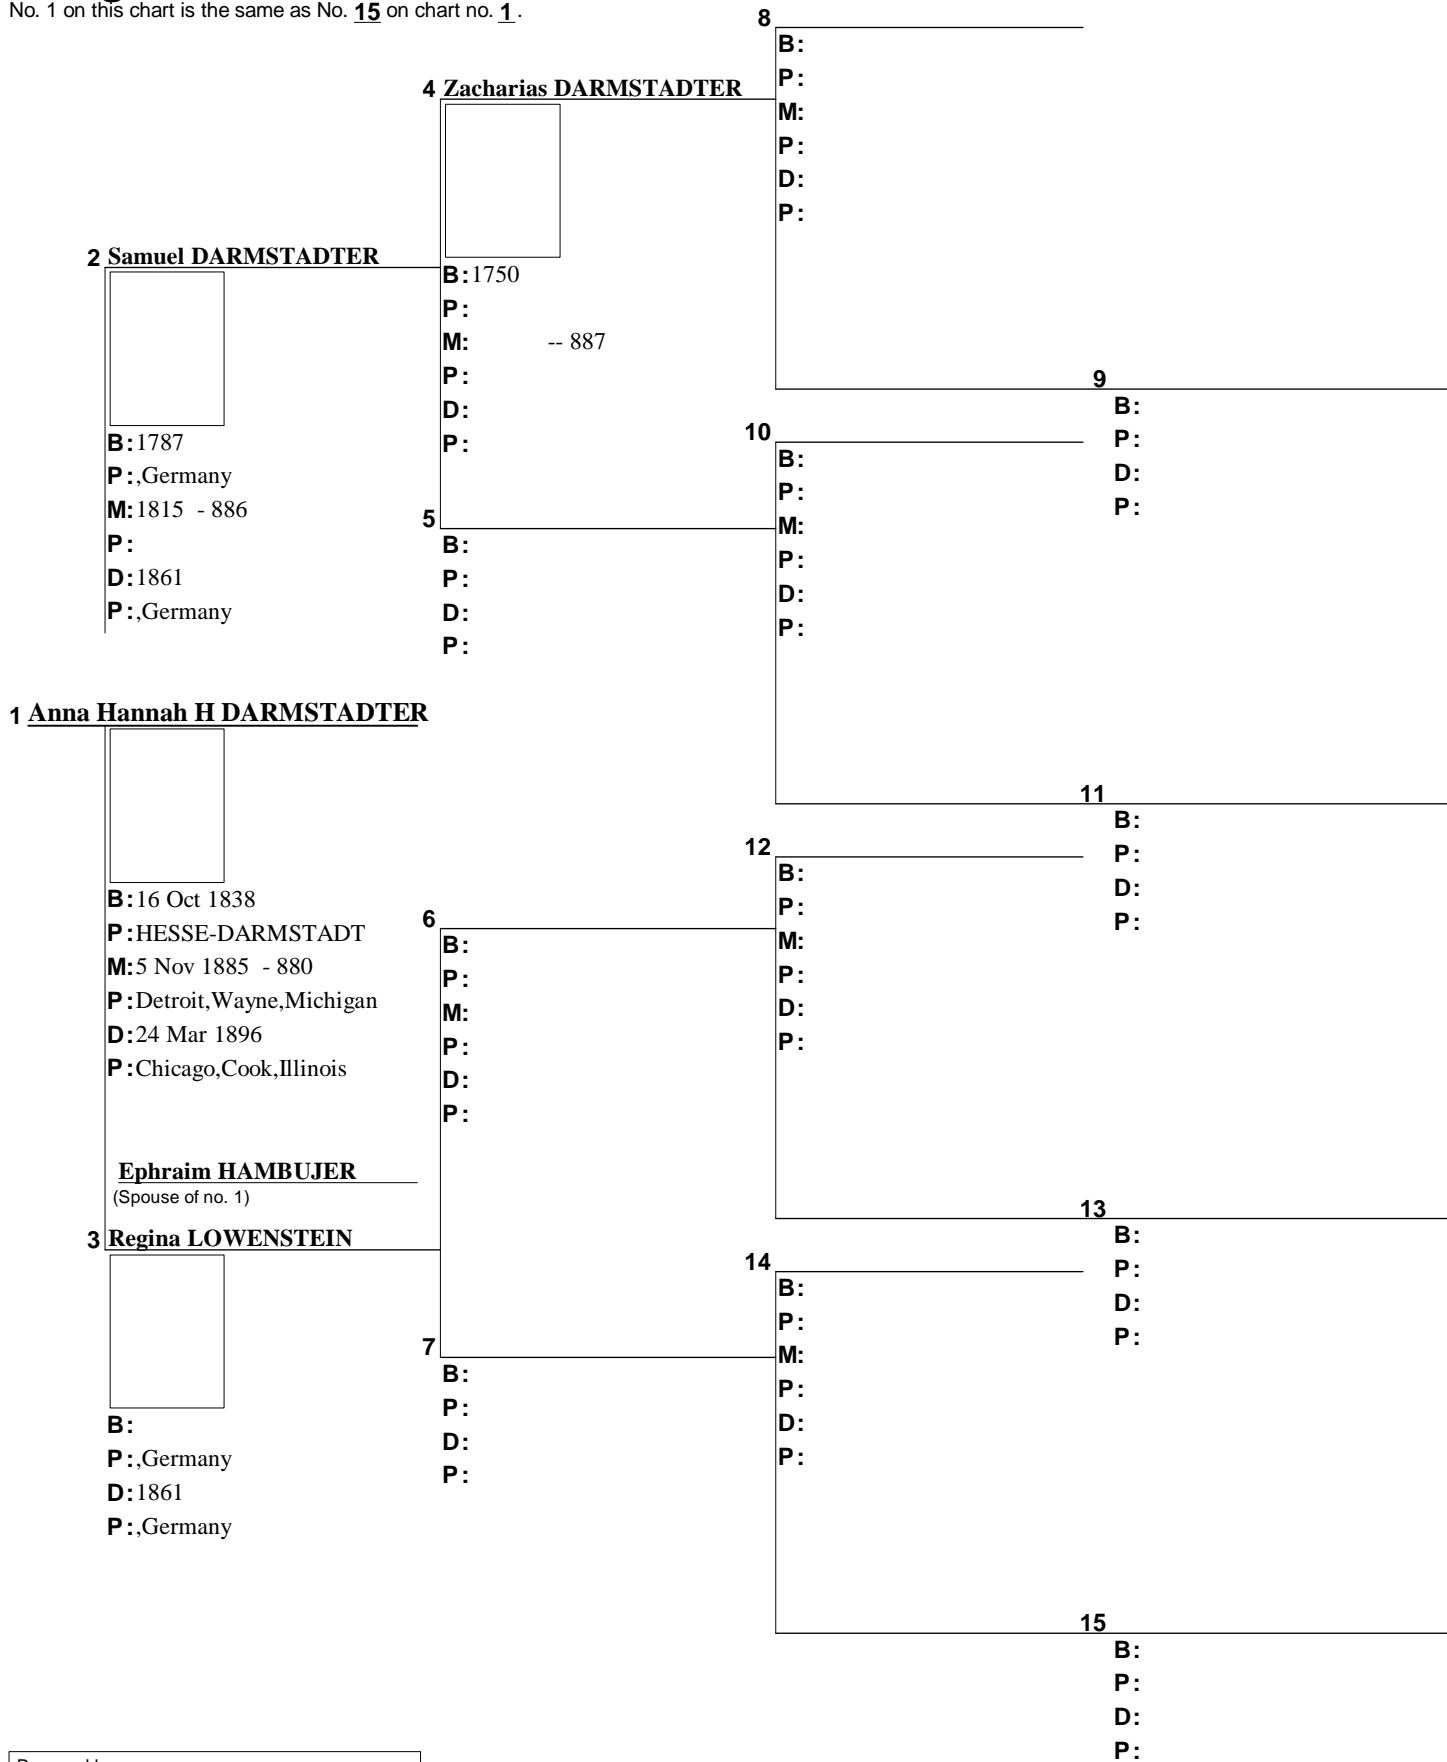 No. 1 on this chart is the same as No. 15 on chart no. 1.
8
B:
P:
M:
P:
D:
P:
4 Zacharias DARMSTADTER
B:1750
P:
M: -- 887
P:
D:
P:
2 Samuel DARMSTADTER
B:1787
P:,Germany
M:1815 - 886
P:
D:1861
P:,Germany
9
B:
P:
D:
P:
10
B:
P:
M:
P:
D:
P:
5
B:
P:
D:
P:
1 Anna Hannah H DARMSTADTER
B:16 Oct 1838
P:HESSE-DARMSTADT
M:5 Nov 1885 - 880
P:Detroit,Wayne,Michigan
D:24 Mar 1896
P:Chicago,Cook,Illinois
Ephraim HAMBUJER
(Spouse of no. 1)
11
B:
P:
D:
P:
12
B:
P:
M:
P:
D:
P:
6
B:
P:
M:
P:
D:
P:
3 Regina LOWENSTEIN
B:
P:,Germany
D:1861
P:,Germany
13
B:
P:
D:
P:
14
B:
P:
M:
P:
D:
P:
7
B:
P:
D:
P:
15
B:
P:
D:
P: